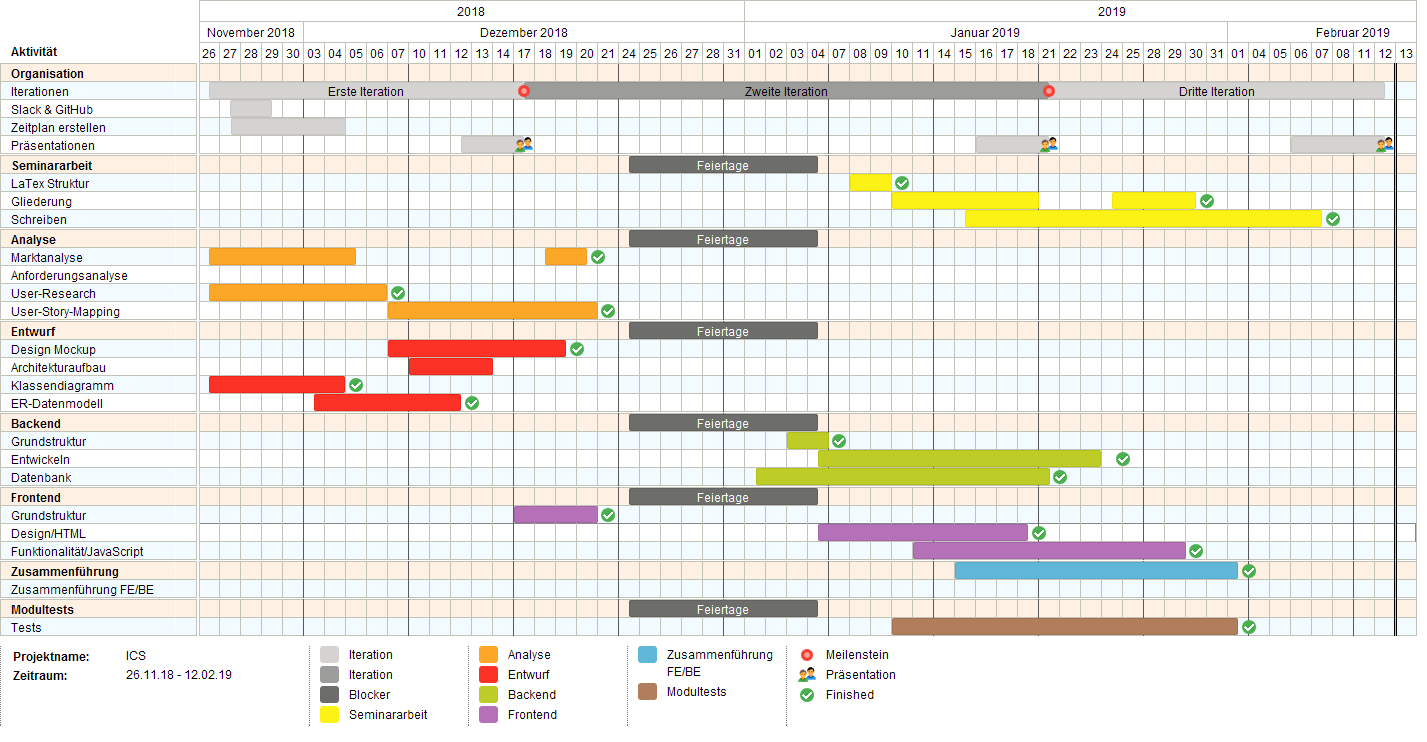 2018 2019
November 2018 Dezember 2018 Januar 2019 Februar 2019
Aktivität 26 27 28 29 30 03 04 05 06 07 10 11 12 13 14 17 18 19 20 21 24 25 26 27 28 31 01 02 03 04 07 08 09 10 11 14 15 16 17 18 21 22 23 24 25 28 29 30 31 01 04 05 06 07 08 11 12 13
Organisation
Iterationen Erste Iteration Zweite Iteration Dritte Iteration
Slack & GitHub
Zeitplan erstellen
Präsentationen
Seminararbeit Feiertage
LaTex Struktur
Gliederung
Schreiben
Analyse Feiertage
Marktanalyse
Anforderungsanalyse
User-Research
User-Story-Mapping
Entwurf Feiertage
Design Mockup
Architekturaufbau
Klassendiagramm
ER-Datenmodell
Backend Feiertage
Grundstruktur
Entwickeln
Datenbank
Frontend Feiertage
Grundstruktur
Design/HTML
Funktionalität/JavaScript
Zusammenführung
Zusammenführung FE/BE
Modultests Feiertage
Tests
Projektname: ICS
Zeitraum: 26.11.18 - 12.02.19
Iteration
Iteration
Blocker
Seminararbeit
Analyse
Entwurf
Backend
Frontend
Zusammenführung
FE/BE
Modultests
Meilenstein
Präsentation
Finished